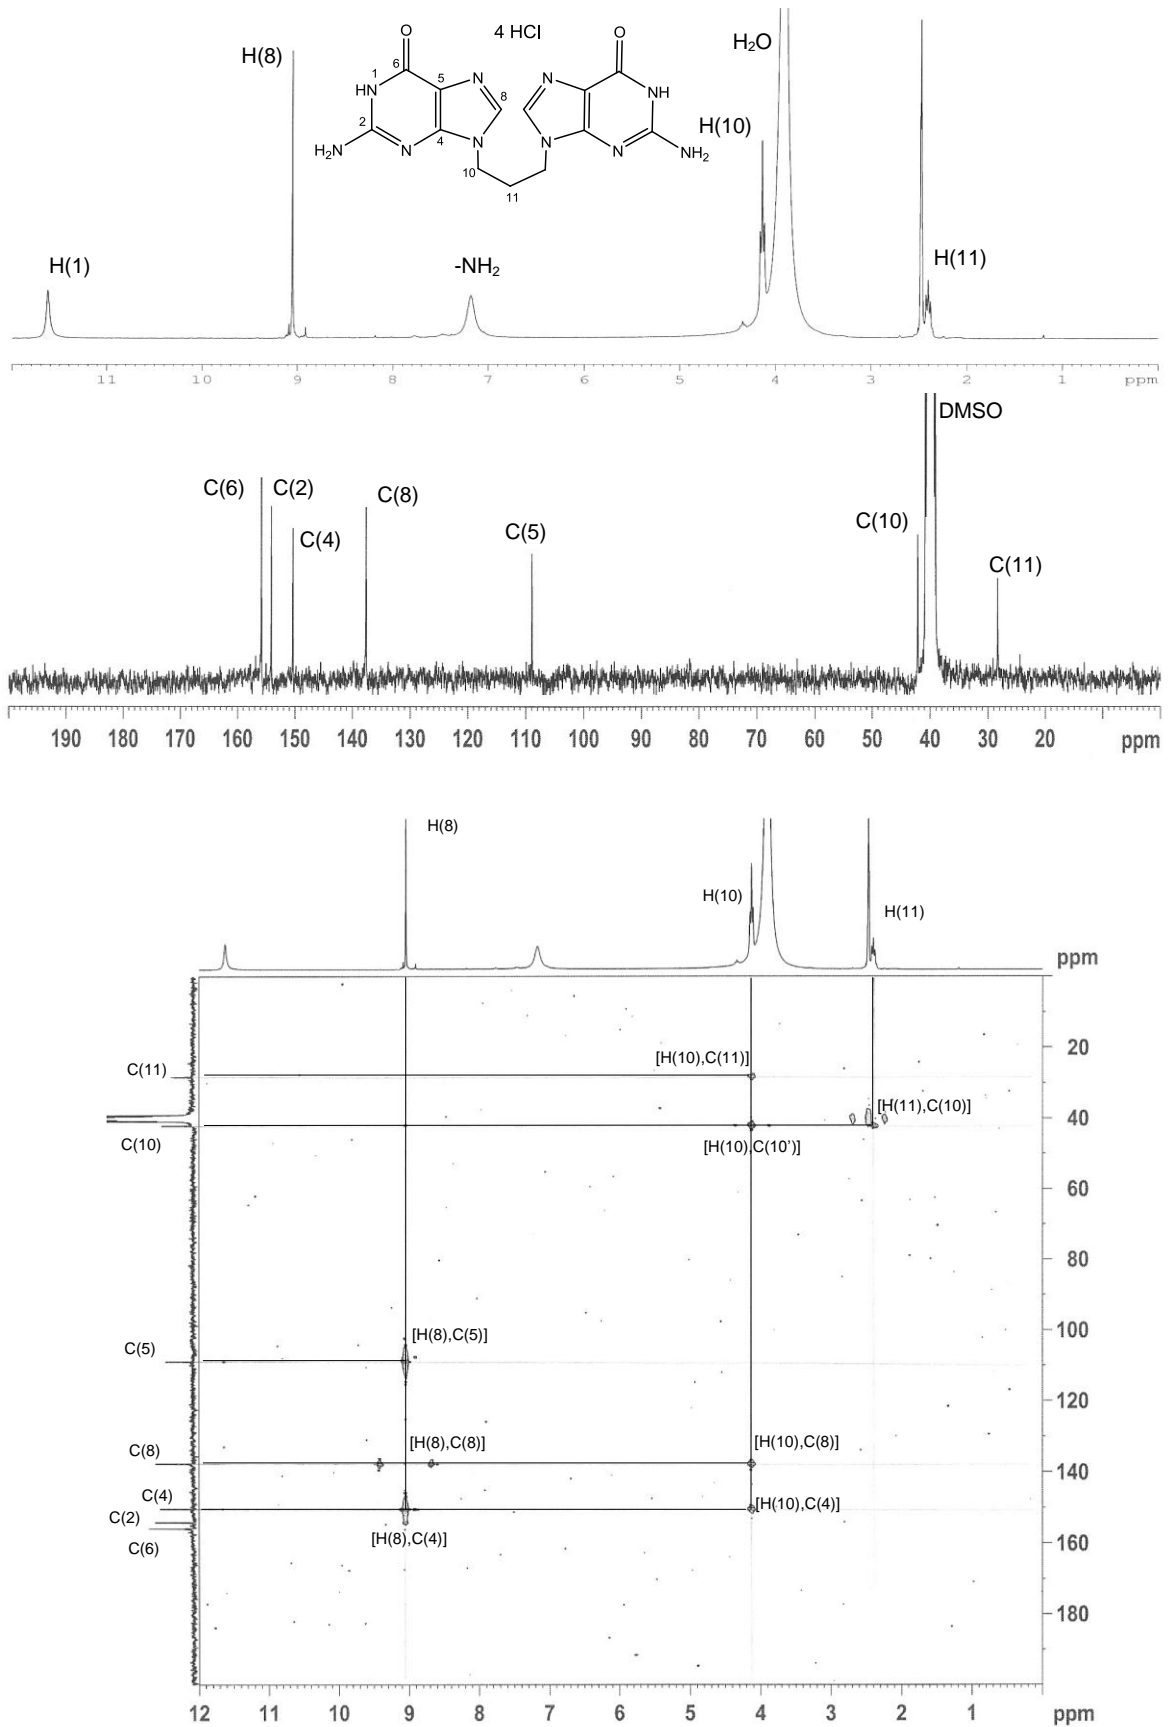 4 HCl
O
O
H(8)
H₂O
6
1
5
N
N
HN
8
NH
2
4
H₂N
N
N
N
N
NH₂
H(10)
10
11
H(1)
-NH₂
H(11)
11 10 9 8 7 6 5 4 3 2 1 ppm
DMSO
C(6) C(2)
C(8)
C(4)
C(5)
C(10)
C(11)
190 180 170 160 150 140 130 120 110 100 90 80 70 60 50 40 30 20 ppm
H(8)
H(10)
H(11)
ppm
20
[H(10),C(11)]
C(11)
[H(11),C(10)]
40
C(10)
[H(10),C(10')]
60
80
100
[H(8),C(5)]
C(5)
120
[H(8),C(8)]
[H(10),C(8)]
C(8)
140
C(4)
[H(10),C(4)]
C(2)
[H(8),C(4)]
160
C(6)
180
12 11 10 9 8 7 6 5 4 3 2 1 ppm